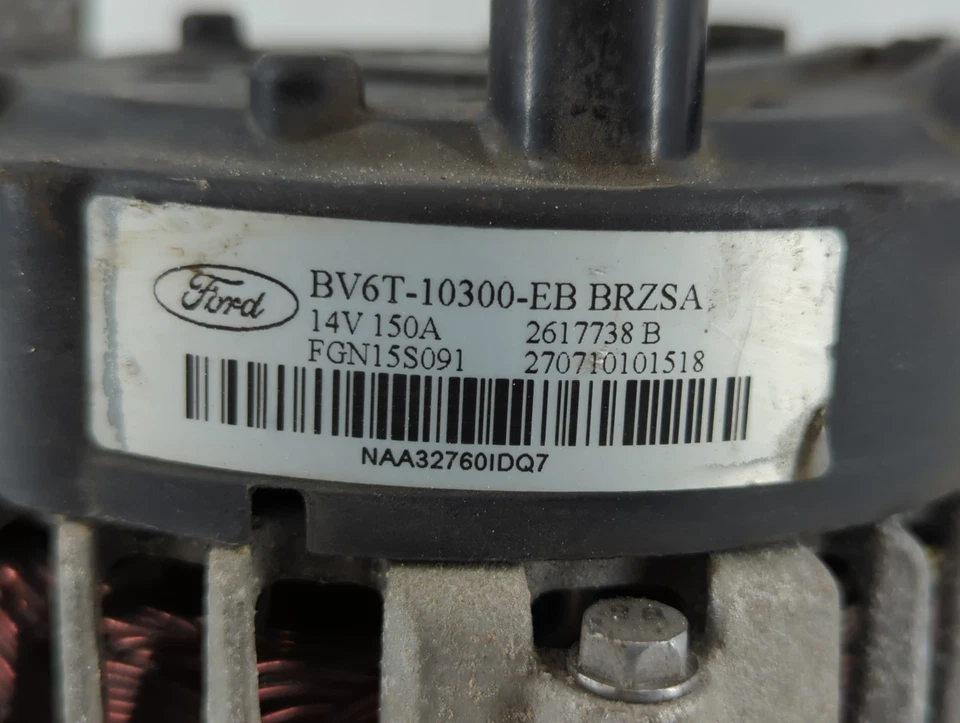 Ford
BV6T-10300-EB BRZSA
14V 150A 2617738 B
FGN15S091 270710101518
NAA32760IDQ7